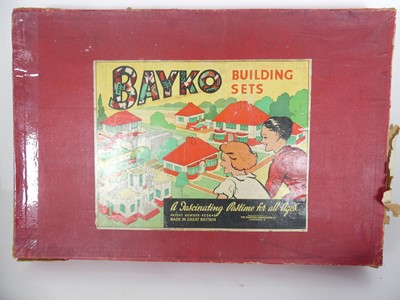 BAYKO
BUILDING
SETS
A Fascinating Pastime for all Ages..
MADE IN GREAT BRITAIN